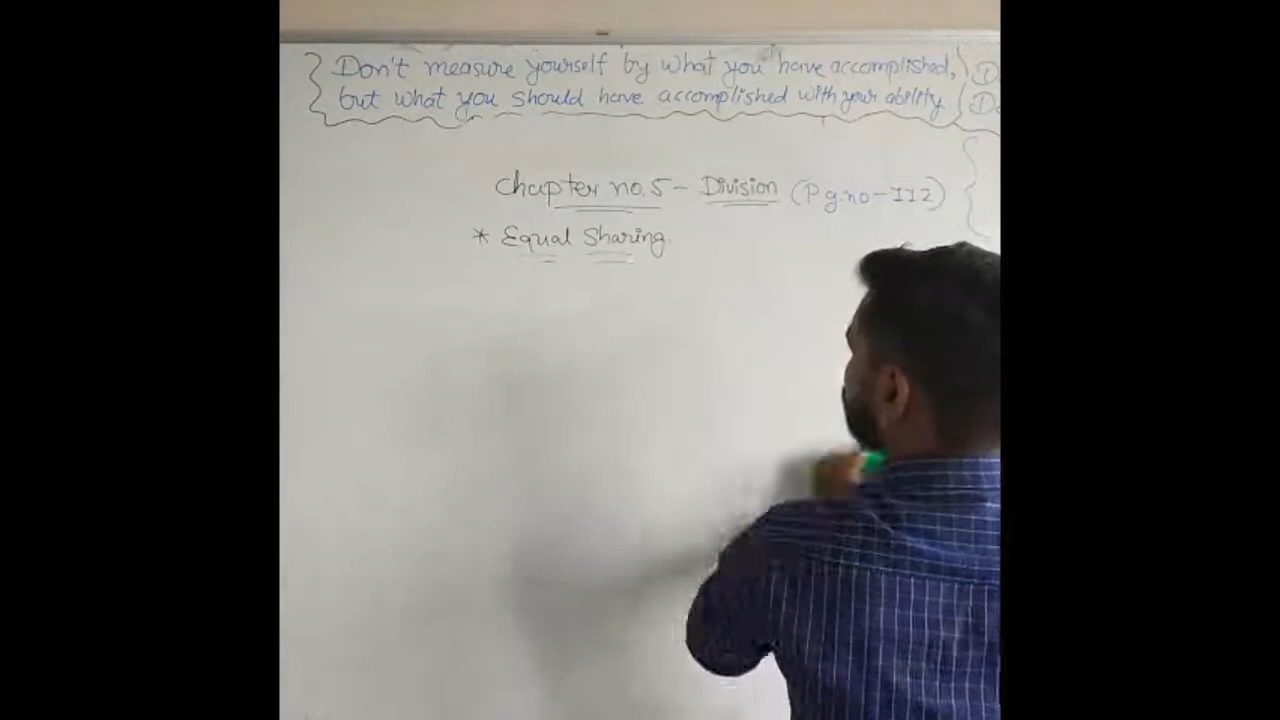 Don't measure yourself by what you have accomplished,
but what you should have accomplished with your ability
Chapter no.5 - Division (Pg.no-112)
* Equal Sharing